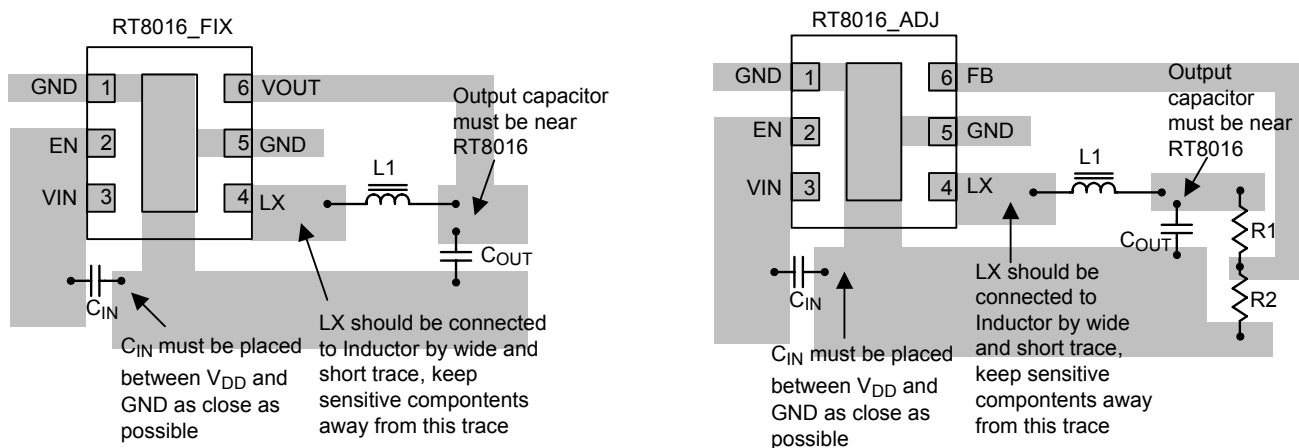 RT8016_FIX
GND 1
6 VOUT
EN 2
5 GND
VIN 3
4 LX
L1
Output capacitor
must be near
RT8016
COUT
CIN
CIN must be placed
between VDD and
GND as close as
possible
LX should be connected
to Inductor by wide and
short trace, keep
sensitive compontents
away from this trace
RT8016_ADJ
GND 1
6 FB
EN 2
5 GND
VIN 3
4 LX
L1
Output
capacitor
must be near
RT8016
COUT
R1
R2
CIN
CIN must be placed
between VDD and
GND as close as
possible
LX should be
connected to
Inductor by wide
and short trace,
keep sensitive
compontents away
from this trace